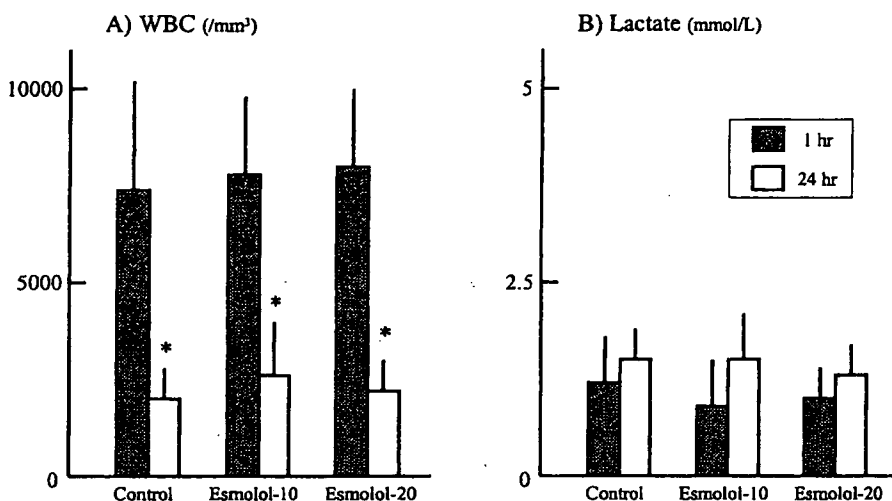 A) WBC (/mm³)
10000
5000
0
*
*
*
Control
Esmolol-10
Esmolol-20
B) Lactate (mmol/L)
5
2.5
0
1 hr
24 hr
Control
Esmolol-10
Esmolol-20